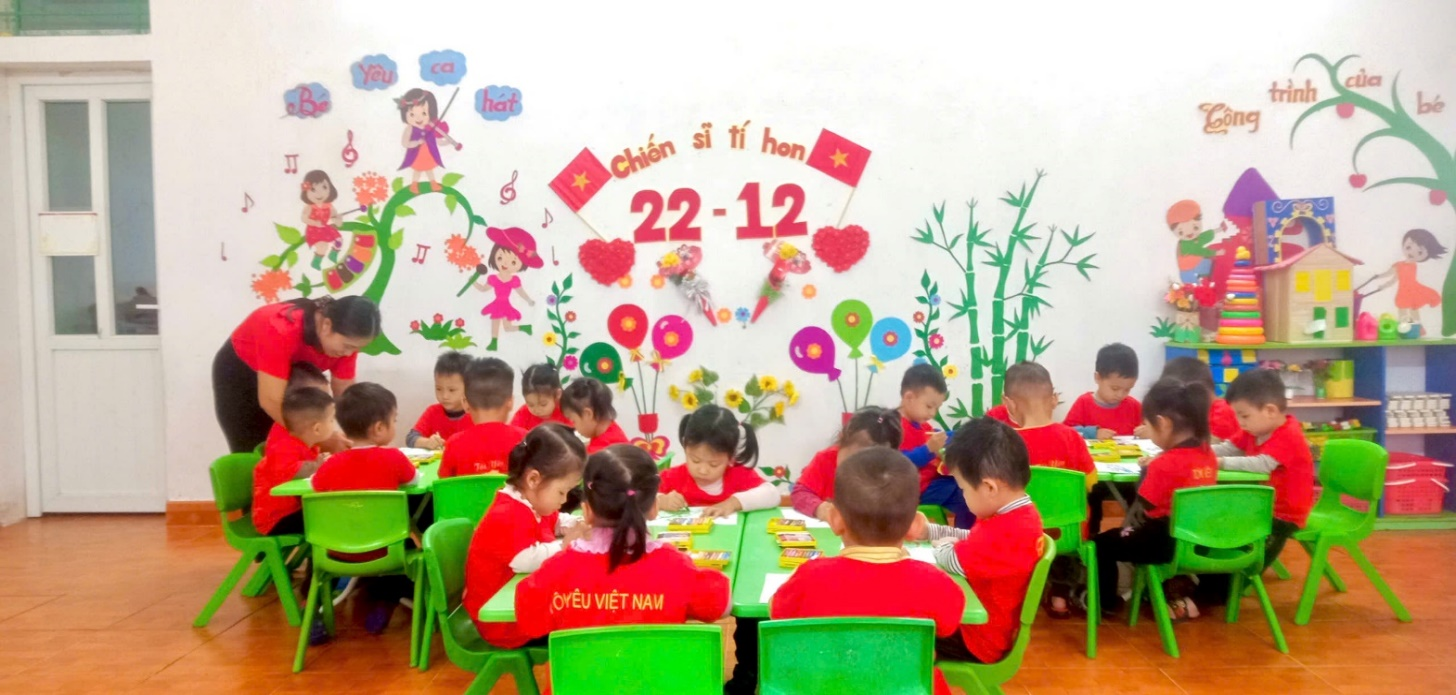 Bé yêu ca hát
chiến sĩ tí hon
22-12
Công trình của bé
YÊU VIỆT NAM